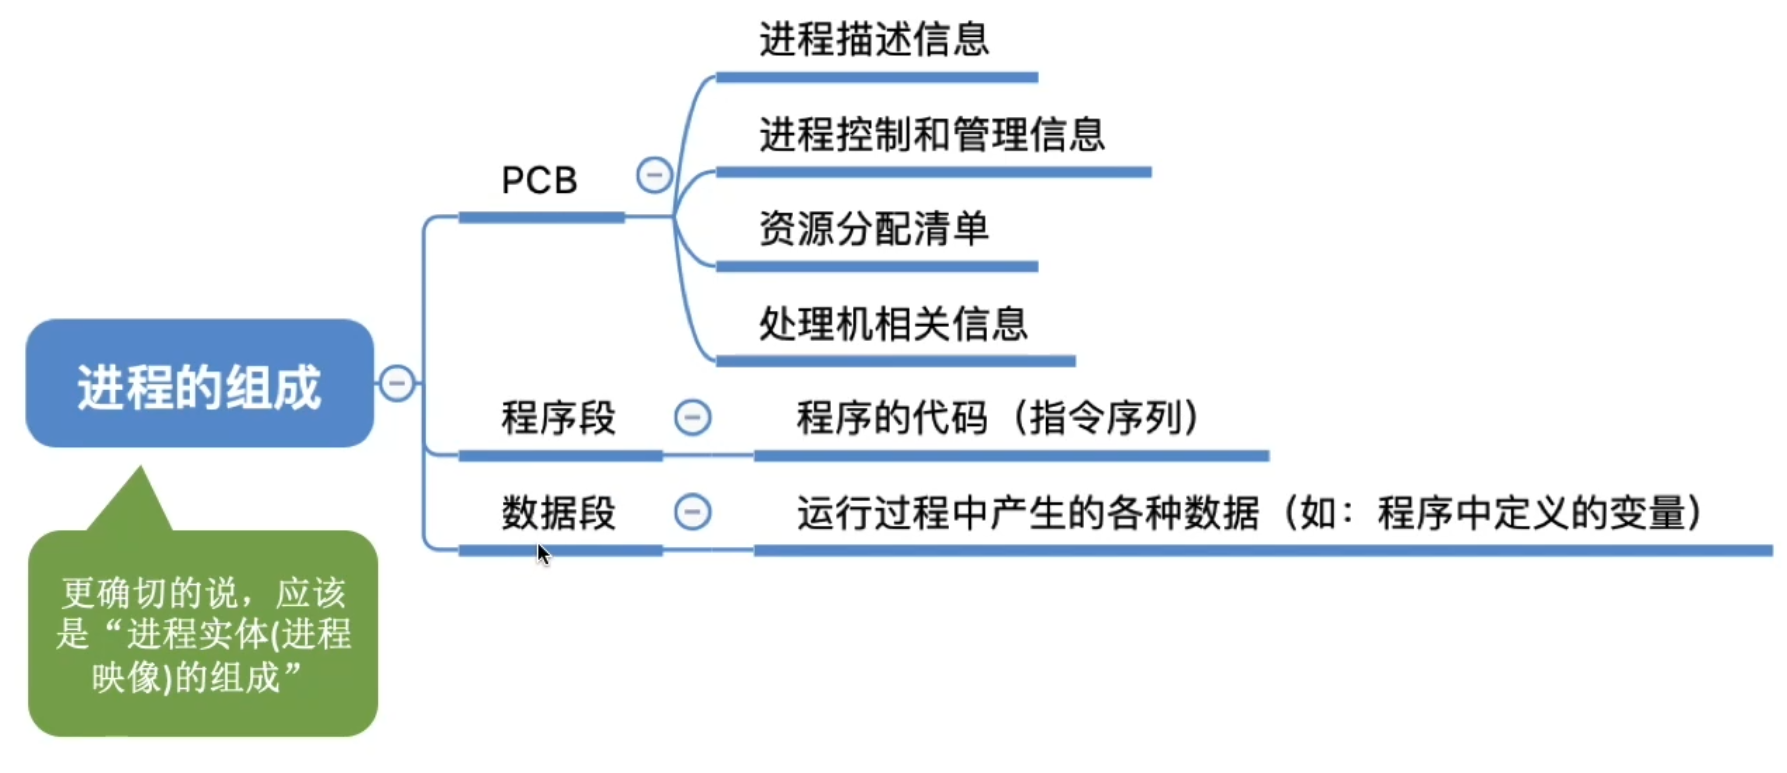 进程描述信息
进程控制和管理信息
PCB
资源分配清单
处理机相关信息
进程的组成
程序段
程序的代码（指令序列）
数据段
运行过程中产生的各种数据（如：程序中定义的变量）
更确切的说，应该
是“进程实体(进程
映像)的组成”